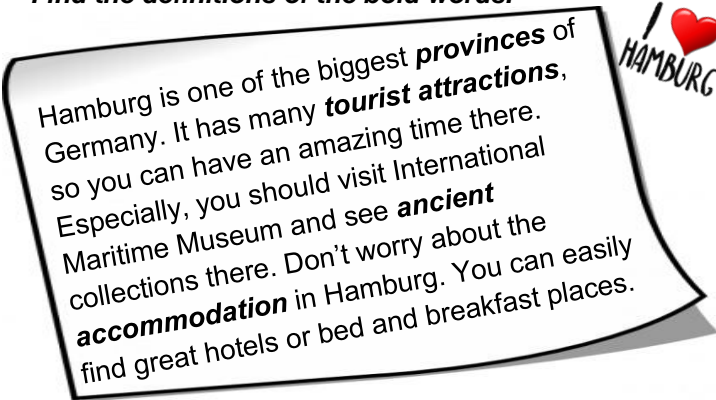 Find the definitions of the bold words.
I
HAMBURG
Hamburg is one of the biggest provinces of
Germany. It has many tourist attractions,
so you can have an amazing time there.
Especially, you should visit International
Maritime Museum and see ancient
collections there. Don't worry about the
accommodation in Hamburg. You can easily
find great hotels or bed and breakfast places.